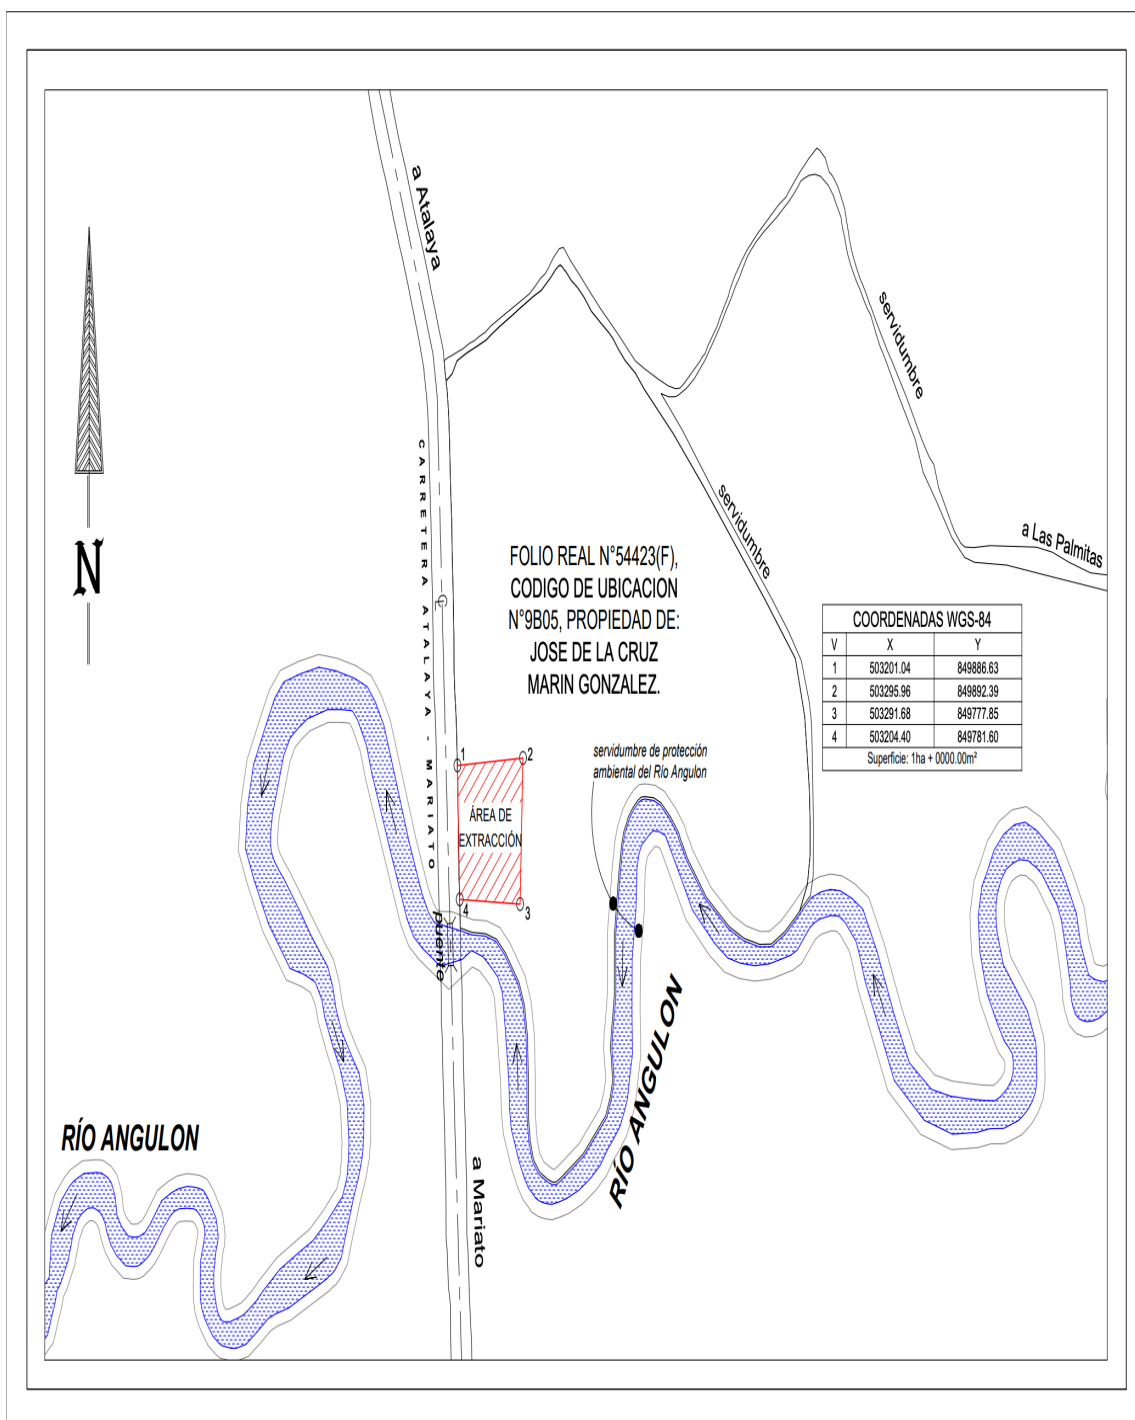 a Atalaya
servidumbre
CARRETERA ATALAYA - MARIATO
servidumbre
a Las Palmitas
N
FOLIO REAL N°54423(F),
CODIGO DE UBICACION
N°9B05, PROPIEDAD DE:
JOSE DE LA CRUZ
MARIN GONZALEZ.
COORDENADAS WGS-84
V X Y
1 503201.04 849886.63
2 503295.96 849892.39
3 503291.68 849777.85
4 503204.40 849781.60
Superficie: 1ha + 0000.00m²
servidumbre de protección
ambiental del Río Angulon
1
2
ÁREA DE
EXTRACCIÓN
4
3
puente
RÍO ANGULON
RÍO ANGULON
a Mariato